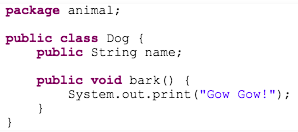 package animal;
public class Dog {
    public String name;
    public void bark() {
        System.out.print("Gow Gow!");
    }
}